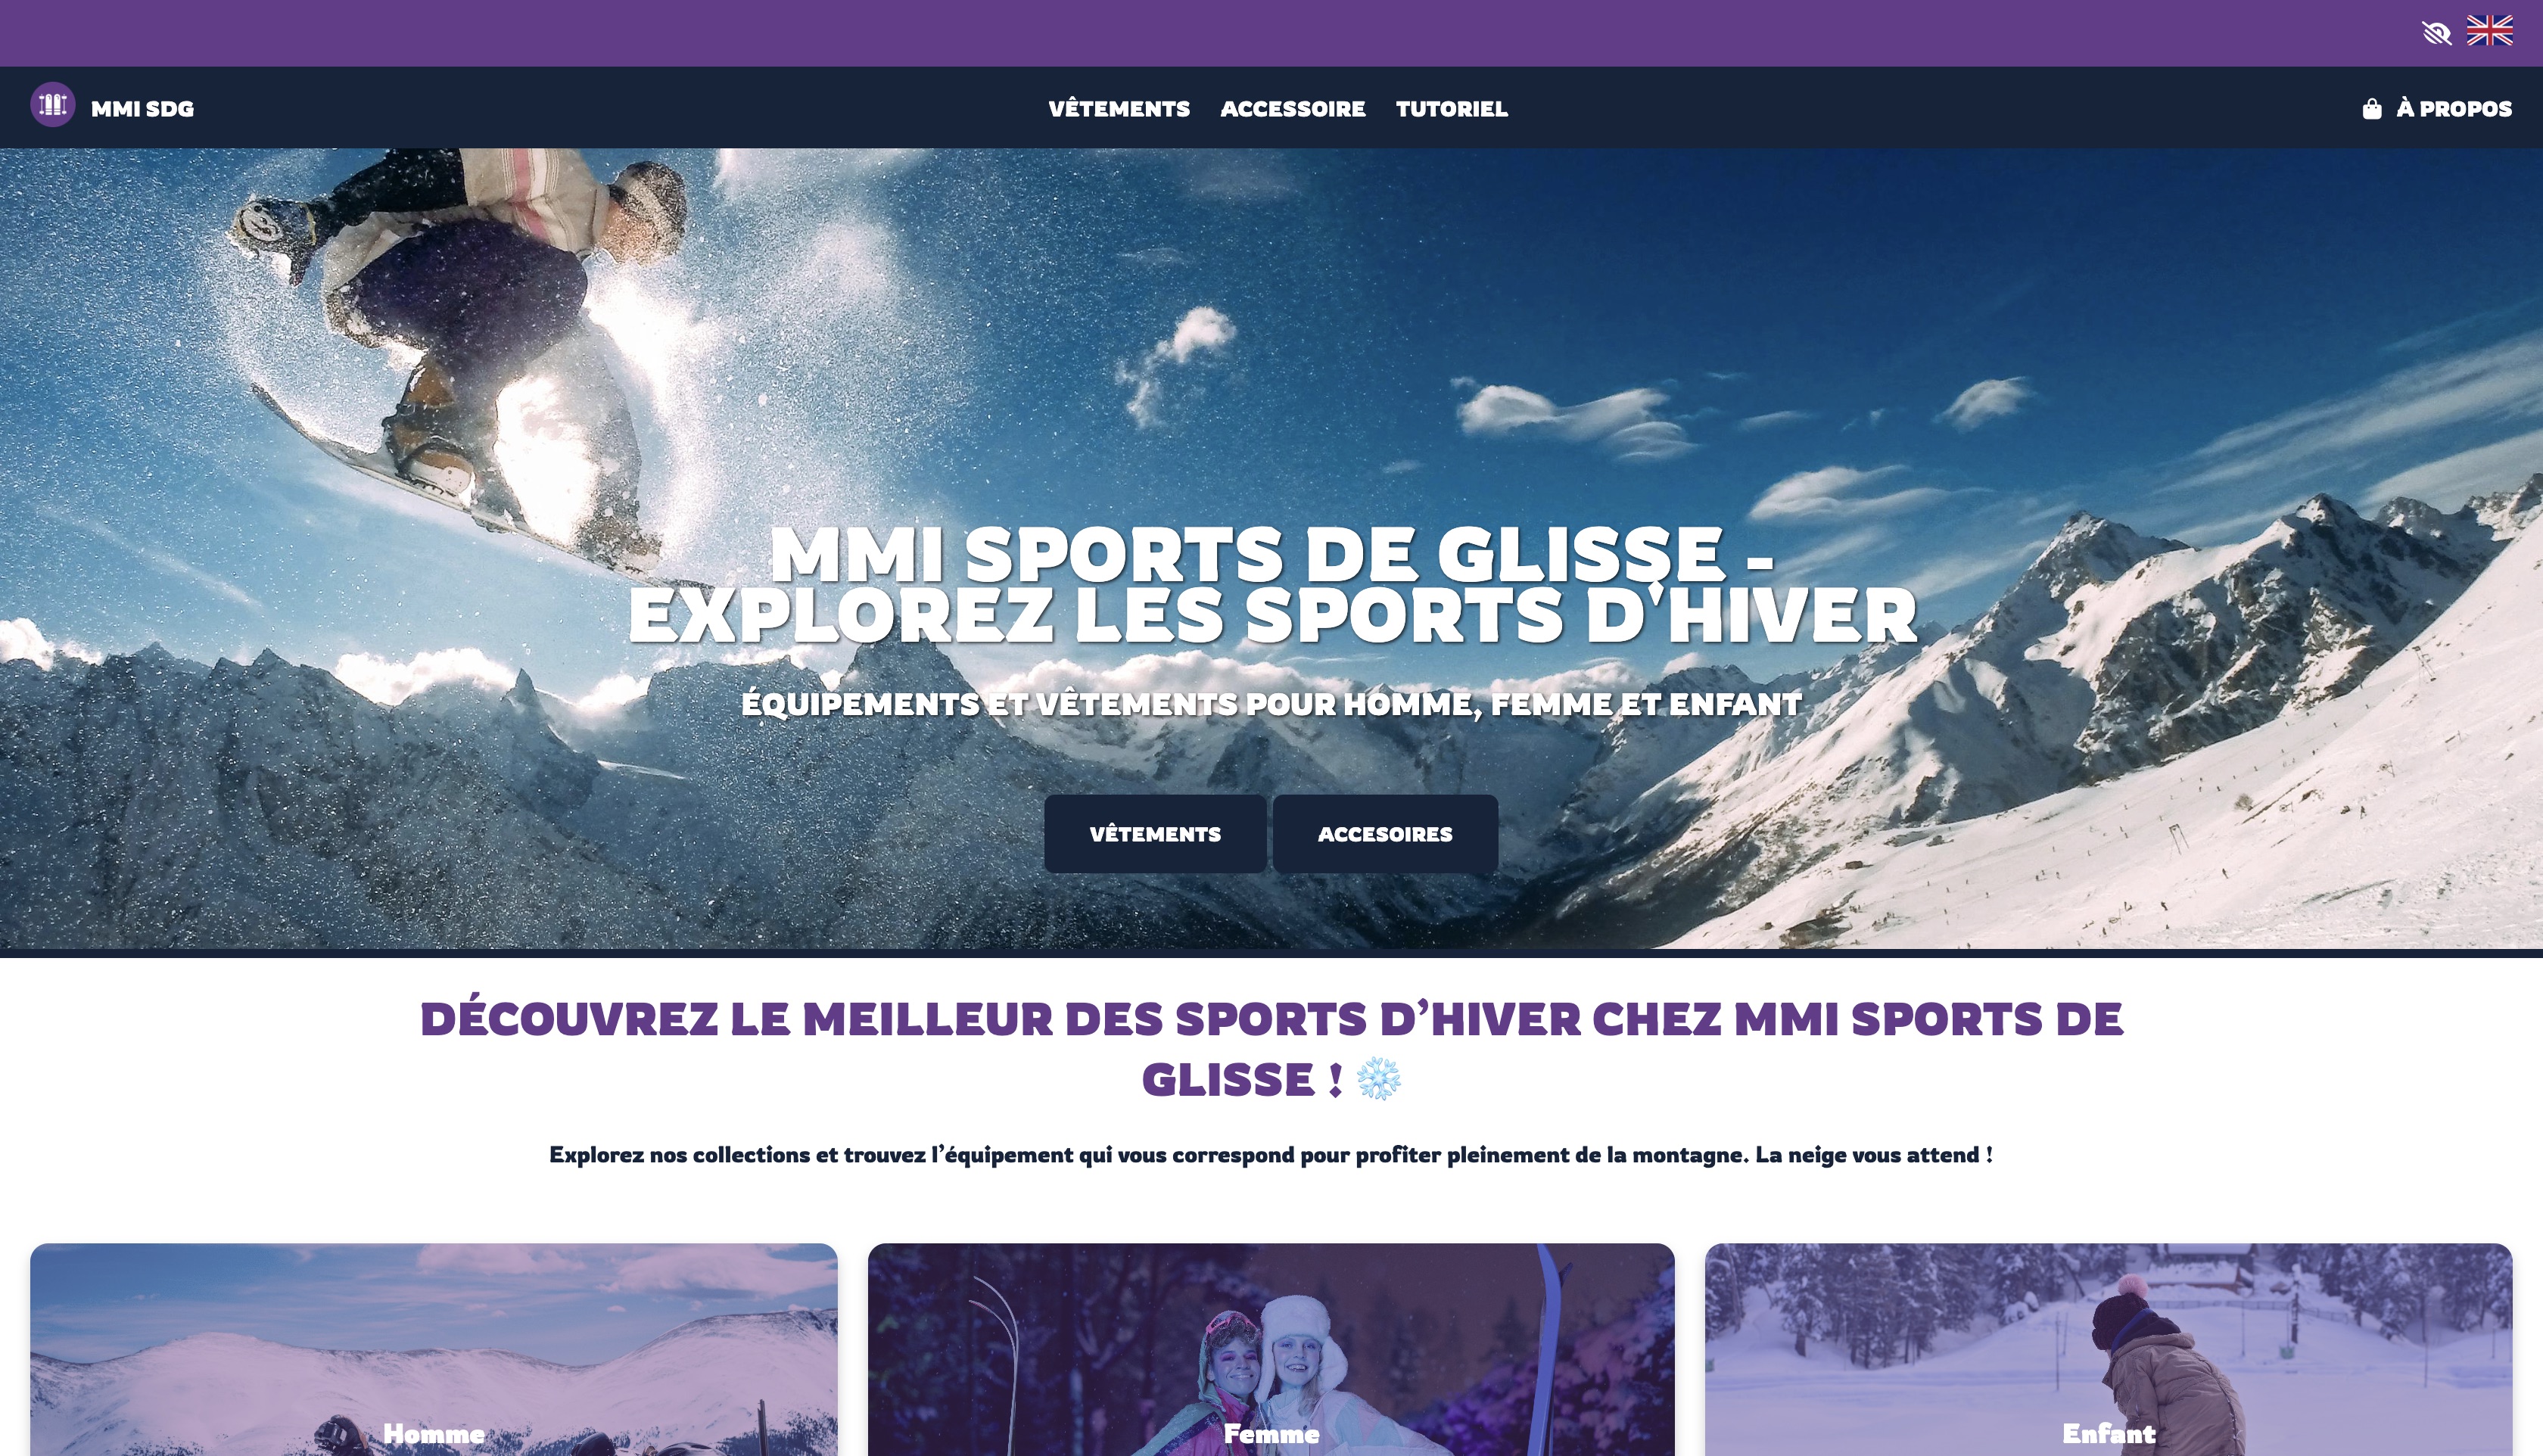 MMI SDG
VÊTEMENTS
ACCESSOIRE
TUTORIEL
À PROPOS
MMI SPORTS DE GLISSE -
EXPLOREZ LES SPORTS D'HIVER
ÉQUIPEMENTS ET VÊTEMENTS POUR HOMME, FEMME ET ENFANT
VÊTEMENTS
ACCESOIRES
DÉCOUVREZ LE MEILLEUR DES SPORTS D’HIVER CHEZ MMI SPORTS DE
GLISSE ! ❄️
Explorez nos collections et trouvez l’équipement qui vous correspond pour profiter pleinement de la montagne. La neige vous attend !
Homme
Femme
Enfant